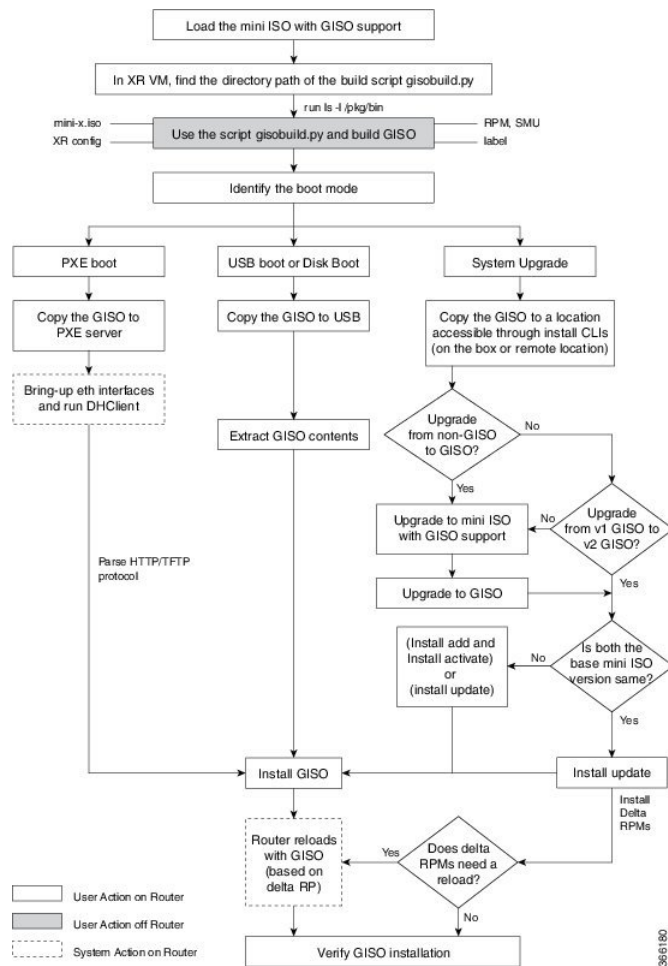 Load the mini ISO with GISO support
In XR VM, find the directory path of the build script gisobuild.py
run ls -l /pkg/bin
mini-x.iso
RPM, SMU
Use the script gisobuild.py and build GISO
XR config
label
Identify the boot mode
PXE boot
USB boot or Disk Boot
System Upgrade
Copy the GISO to
PXE server
Copy the GISO to USB
Copy the GISO to a location
accessible through install CLIs
(on the box or remote location)
Bring-up eth interfaces
and run DHClient
Extract GISO contents
Upgrade
from non-GISO
to GISO?
No
Yes
Upgrade to mini ISO
with GISO support
No
Upgrade
from v1 GISO to
v2 GISO?
Parse HTTP/TFTP
protocol
Yes
Upgrade to GISO
(Install add and
Install activate)
or
(install update)
No
Is both the
base mini ISO
version same?
Yes
Install GISO
Install update
Install
Delta
RPMs
Router reloads
with GISO
(based on
delta RP)
Yes
Does delta
RPMs need a
reload?
No
User Action on Router
User Action off Router
System Action on Router
Verify GISO installation
366180